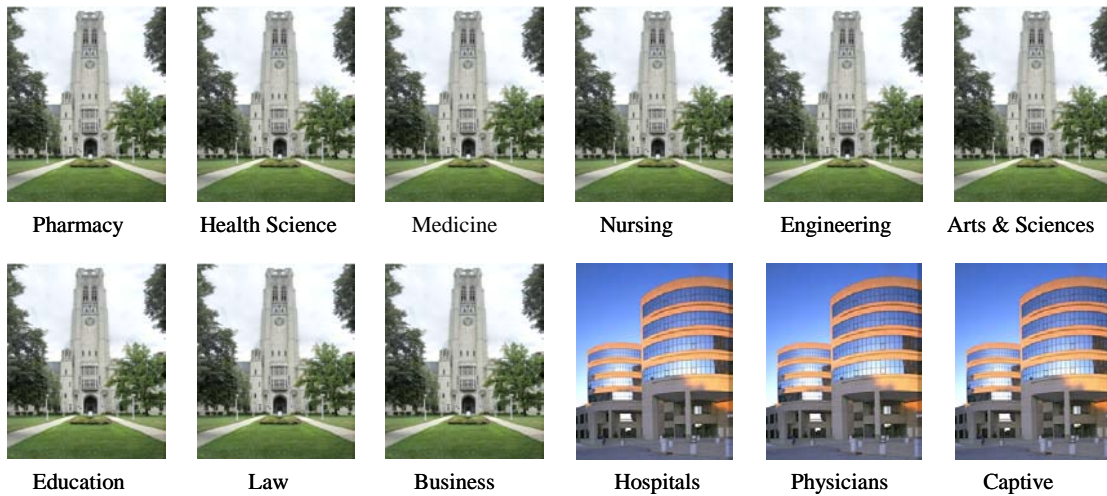 Pharmacy
Health Science
Medicine
Nursing
Engineering
Arts & Sciences
Education
Law
Business
Hospitals
Physicians
Captive